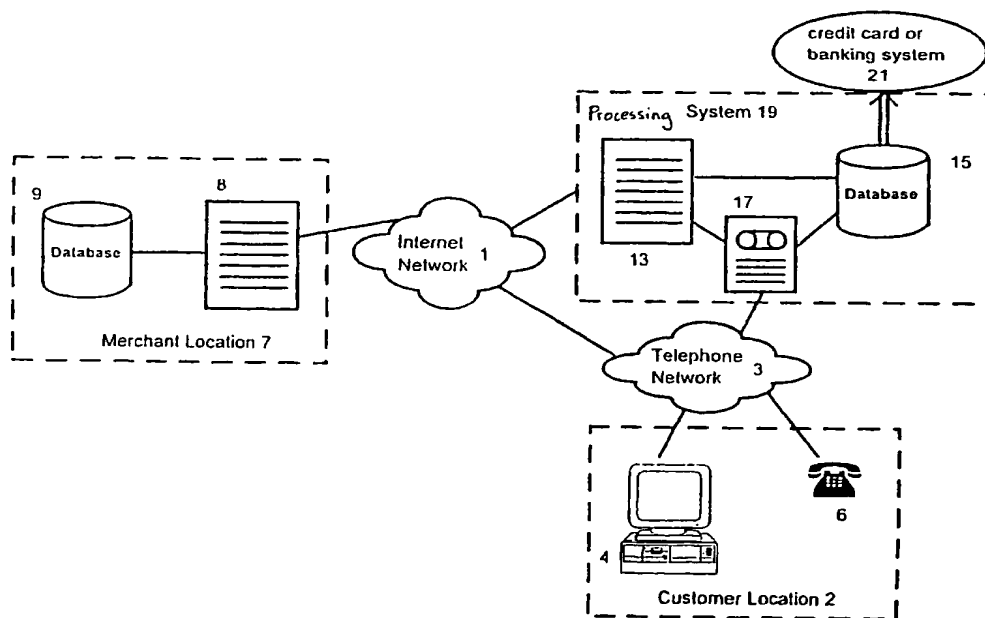 credit card or
banking system
21
Processing System 19
15
17
Database
13
9
8
Database
Merchant Location 7
Internet
Network 1
Telephone
Network 3
6
4
Customer Location 2